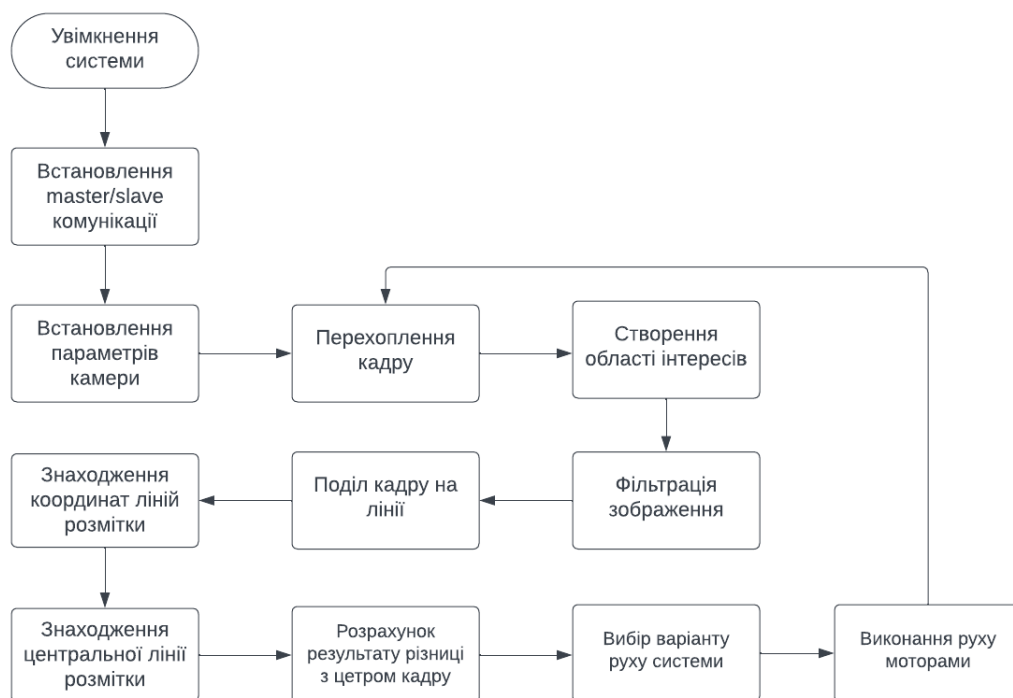 Увімкнення
системи
Встановлення
master/slave
комунікації
Встановлення
параметрів
камери
Перехоплення
кадру
Створення
області інтересів
Фільтрація
зображення
Поділ кадру на
лінії
Знаходження
координат ліній
розмітки
Знаходження
центральної лінії
розмітки
Розрахунок
результату різниці
з цетром кадру
Вибір варіанту
руху системи
Виконання руху
моторами